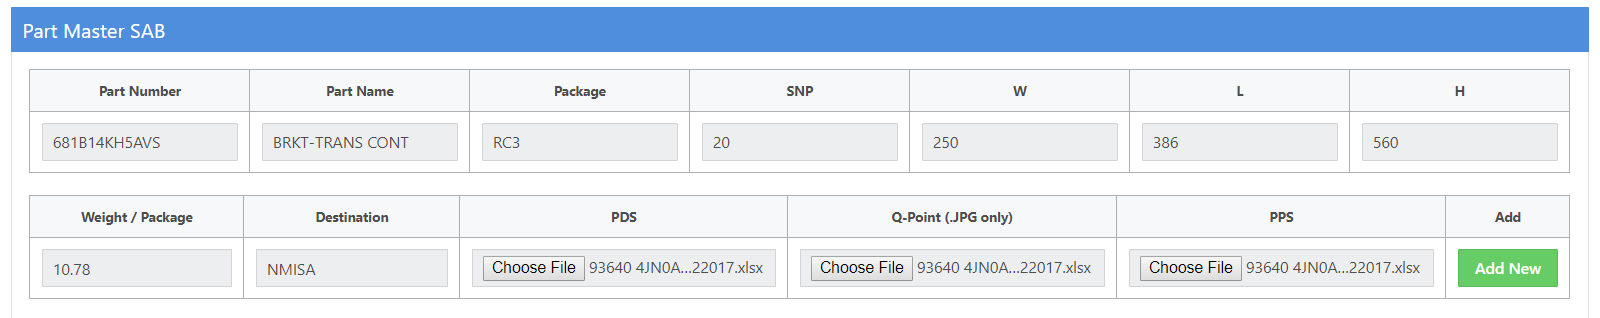 Part Master SAB
Part Number Part Name Package SNP W L H
681B14KH5AVS BRKT-TRANS CONT RC3 20 250 386 560
Weight / Package Destination PDS Q-Point (.JPG only) PPS Add
10.78 NMISA Choose File 93640 4JN0A...22017.xlsx Choose File 93640 4JN0A...22017.xlsx Choose File 93640 4JN0A...22017.xlsx Add New